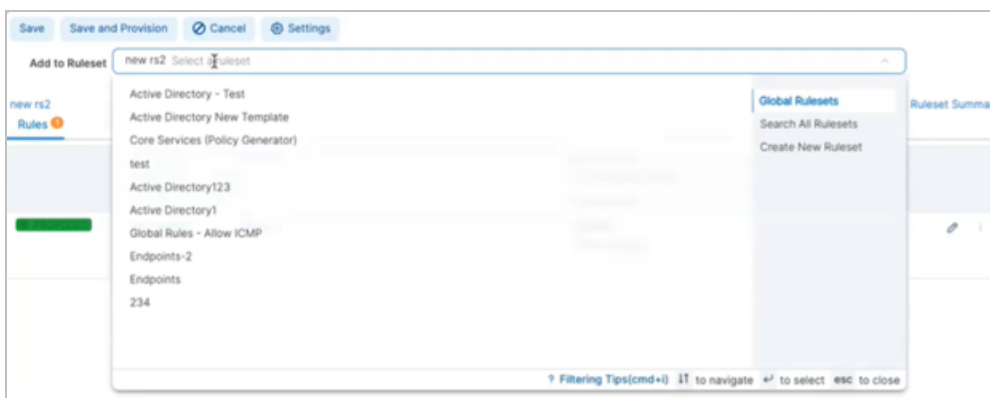 Save Save and Provision Cancel Settings
Add to Ruleset new rs2 Select a ruleset
new rs2
Rules 1
Ruleset Summa
Active Directory - Test
Active Directory New Template
Core Services (Policy Generator)
test
Active Directory123
Active Directory1
Global Rules - Allow ICMP
Endpoints-2
Endpoints
234
Global Rulesets
Search All Rulesets
Create New Ruleset
? Filtering Tips(cmd+i) ↓↑ to navigate ↵ to select esc to close